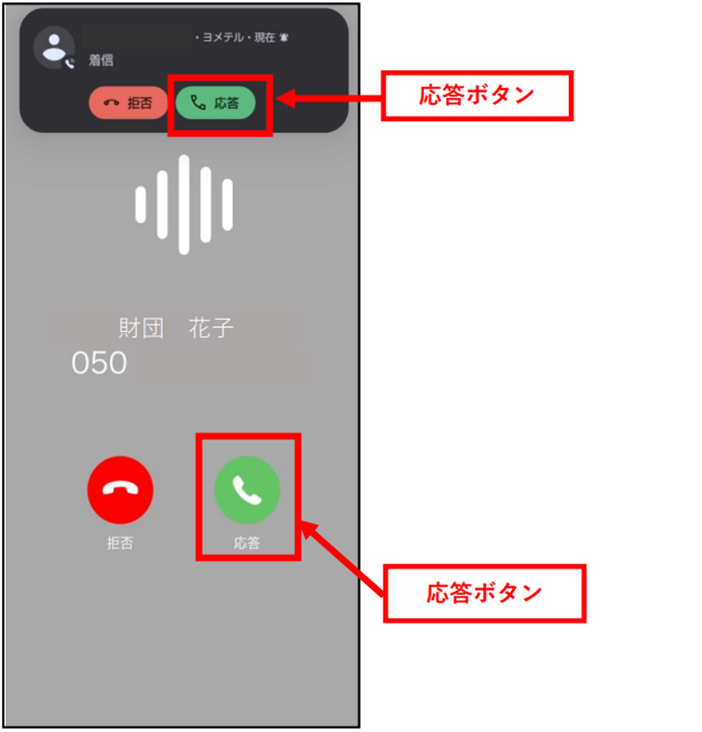 ・ヨメテル・現在
着信
拒否
応答
応答ボタン
財団　花子
050
拒否
応答
応答ボタン